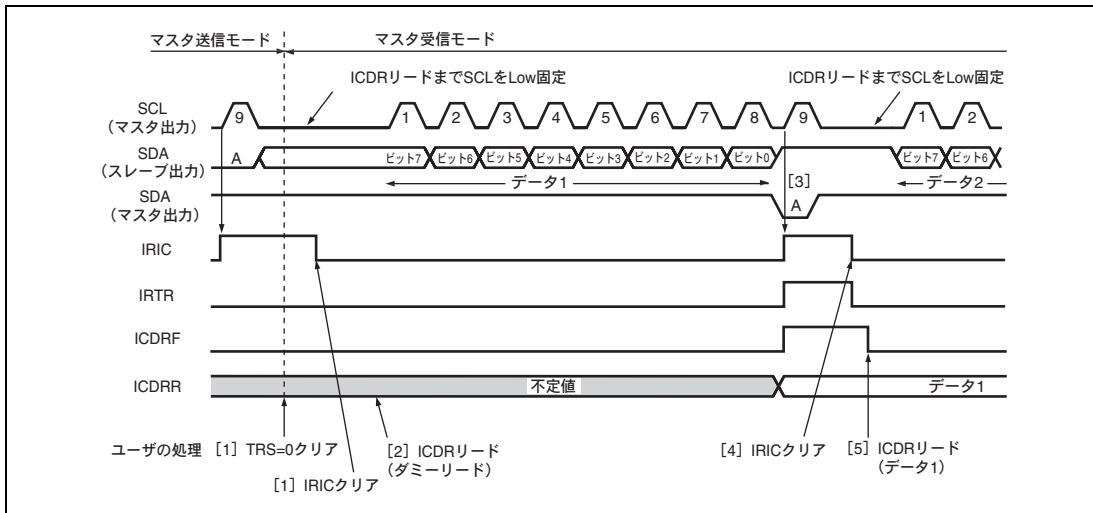 マスタ送信モード
マスタ受信モード
ICDRリードまでSCLをLow固定
ICDRリードまでSCLをLow固定
SCL
（マスタ出力）
9
1
2
3
4
5
6
7
8
9
1
2
SDA
（スレーブ出力）
A
ビット7
ビット6
ビット5
ビット4
ビット3
ビット2
ビット1
ビット0
ビット7
ビット6
データ1
[3]
データ2
SDA
（マスタ出力）
A
IRIC
IRTR
ICDRF
ICDRR
不定値
データ1
ユーザの処理
[1] TRS=0クリア
[2] ICDRリード
（ダミーリード）
[4] IRICクリア
[5] ICDRリード
（データ1）
[1] IRICクリア